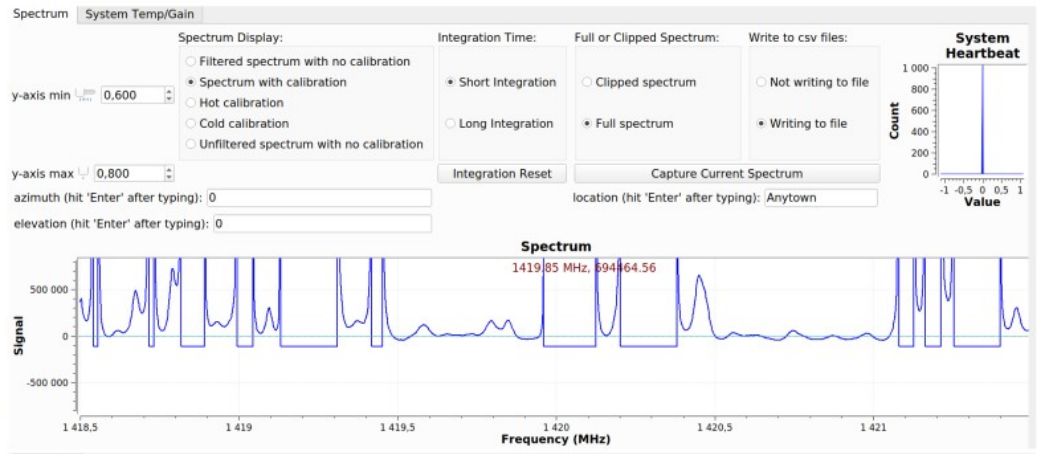 Spectrum System Temp/Gain
Spectrum Display: Integration Time: Full or Clipped Spectrum: Write to csv files: System Heartbeat
Filtered spectrum with no calibration
Spectrum with calibration Short Integration Clipped spectrum Not writing to file
y-axis min 0,600
Hot calibration
Cold calibration Long Integration Full spectrum Writing to file
Unfiltered spectrum with no calibration
y-axis max 0,800 Integration Reset Capture Current Spectrum
azimuth (hit 'Enter' after typing): 0 location (hit 'Enter' after typing): Anytown
elevation (hit 'Enter' after typing): 0
Count
1 000
800
600
400
200
0
-1 -0,5 0 0,5 1
Value
Spectrum
1419.85 MHz, 694464.56
Signal
500 000
0
-500 000
1 418,5 1 419 1 419,5 1 420 1 420,5 1 421
Frequency (MHz)